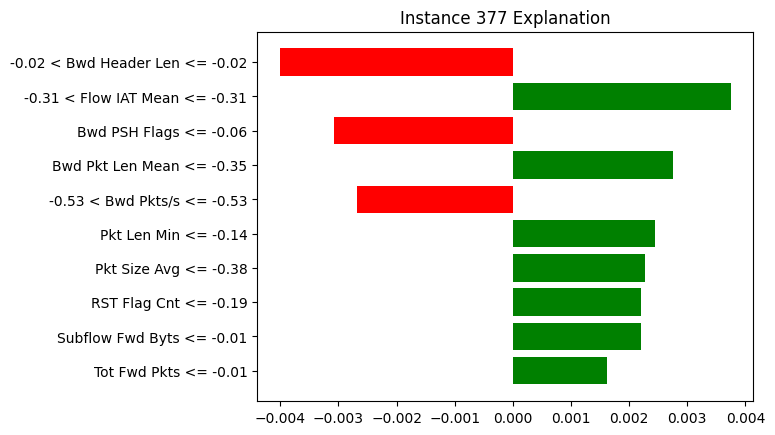 Instance 377 Explanation
-0.02 < Bwd Header Len <= -0.02
-0.31 < Flow IAT Mean <= -0.31
Bwd PSH Flags <= -0.06
Bwd Pkt Len Mean <= -0.35
-0.53 < Bwd Pkts/s <= -0.53
Pkt Len Min <= -0.14
Pkt Size Avg <= -0.38
RST Flag Cnt <= -0.19
Subflow Fwd Byts <= -0.01
Tot Fwd Pkts <= -0.01
−0.004 −0.003 −0.002 −0.001 0.000 0.001 0.002 0.003 0.004